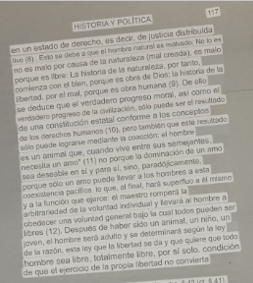 HISTORIA Y POLÍTICA
117
en un estado de derecho, es decir, de justicia distribuida
(8). Esto se debe a que el hombre natural es malvado. No lo es
no es malo por causa de la naturaleza (mal creada), es malo
porque es libre: La historia de la naturaleza, por tanto,
comienza con el bien, porque es obra de Dios; la historia de la
libertad, por el mal, porque es obra humana (9). De ello
se deduce que el verdadero progreso moral, así como el
verdadero progreso de la civilización, sólo puede ser el resultado
de una constitución estatal conforme a los conceptos
de los derechos humanos (10), pero también que este resultado
sólo puede lograrse mediante la coacción: el hombre
es un animal que, cuando vive entre sus semejantes,
necesita un amo" (11) no porque la dominación de un amo
sea deseable en sí y para sí, sino, paradójicamente,
porque sólo un amo puede llevar a los hombres a esta
coexistencia pacífica, lo que, al final, hará superfluo a él mismo
y a la función que ejerce: él maestro romperá la
arbitrariedad de la voluntad individual y llevará al hombre a
obedecer una voluntad general bajo la cual todos pueden ser
libres (12). Después de haber sido un animal, un niño, un
joven, el hombre será adulto y se determinará según la ley
de la razón, esta ley que la libertad se da y que quiere que todo
hombre sea libre, totalmente libre, por sí solo, condición
de que el ejercicio de la propia libertad no convierta